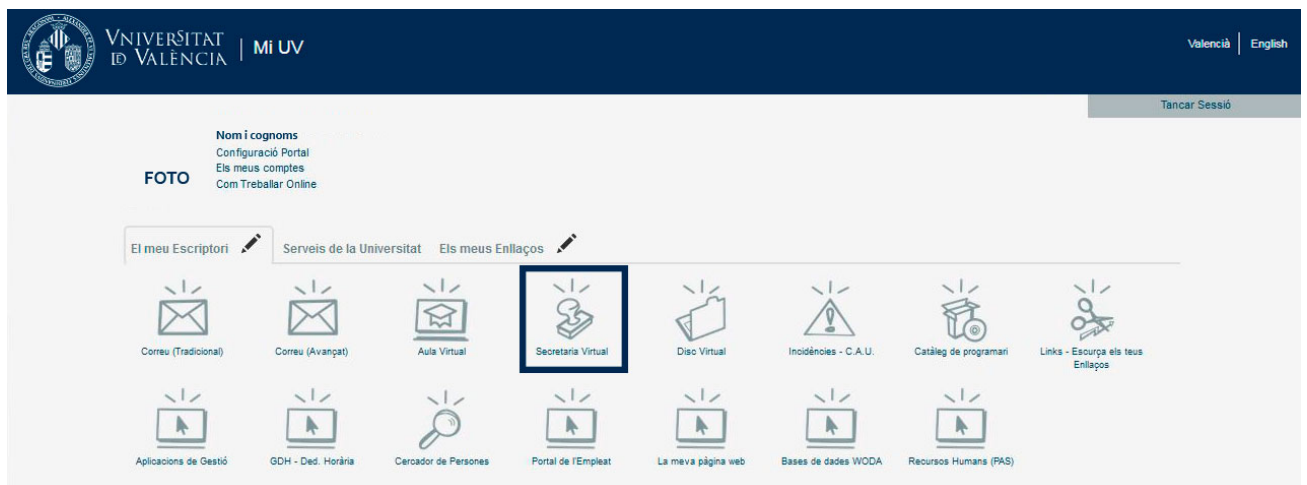 VNIVERSITAT
ID VALÈNCIA | Mi UV
Valencià | English
Tancar Sessió
Nom i cognoms
Configuració Portal
Els meus comptes
Com Treballar Online
FOTO
El meu Escriptori
Serveis de la Universitat
Els meus Enllaços
Correu (Tradicional)
Correu (Avançat)
Aula Virtual
Secretaria Virtual
Disc Virtual
Incidències - C.A.U.
Catàleg de programari
Links - Escurça els teus
Enllaços
Aplicacions de Gestió
GDH - Ded. Horària
Cercador de Persones
Portal de l'Empleat
La meva pàgina web
Bases de dades WODA
Recursos Humans (PAS)